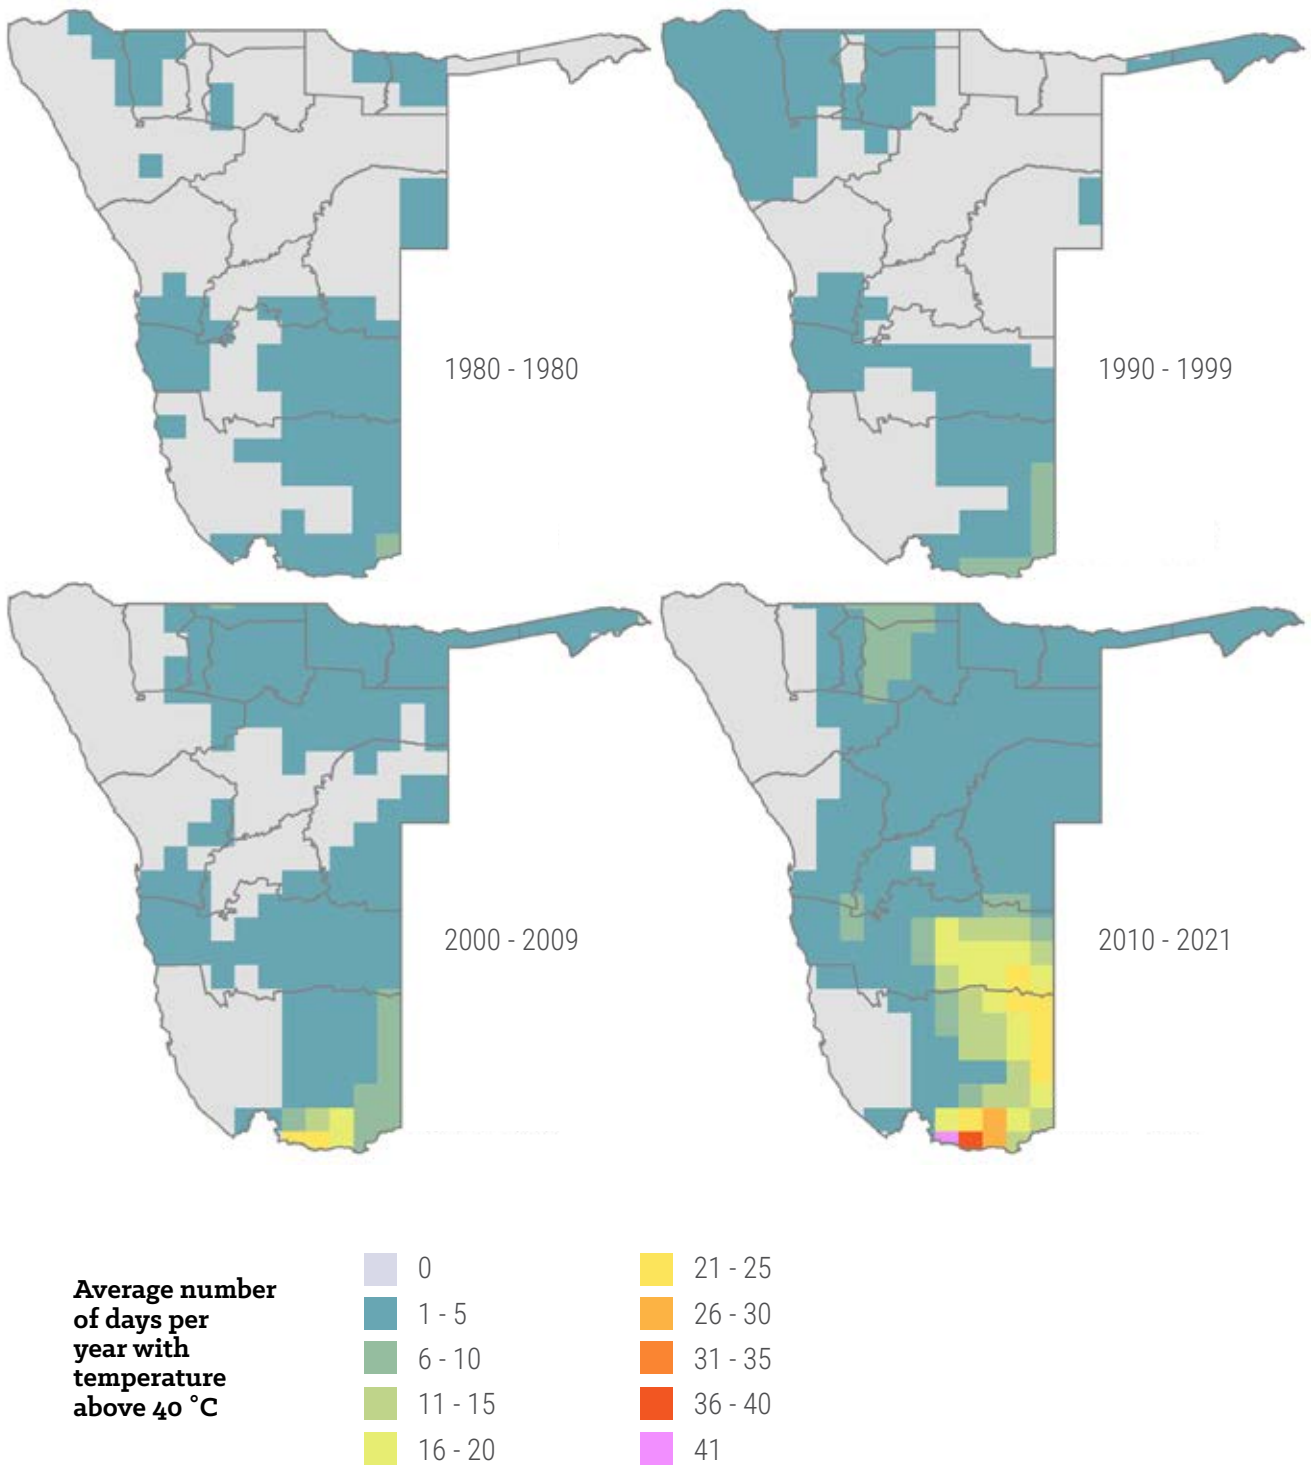 1980 - 1980
1990 - 1999
2000 - 2009
2010 - 2021
Average number
of days per
year with
temperature
above 40 °C
0
1 - 5
6 - 10
11 - 15
16 - 20
21 - 25
26 - 30
31 - 35
36 - 40
41